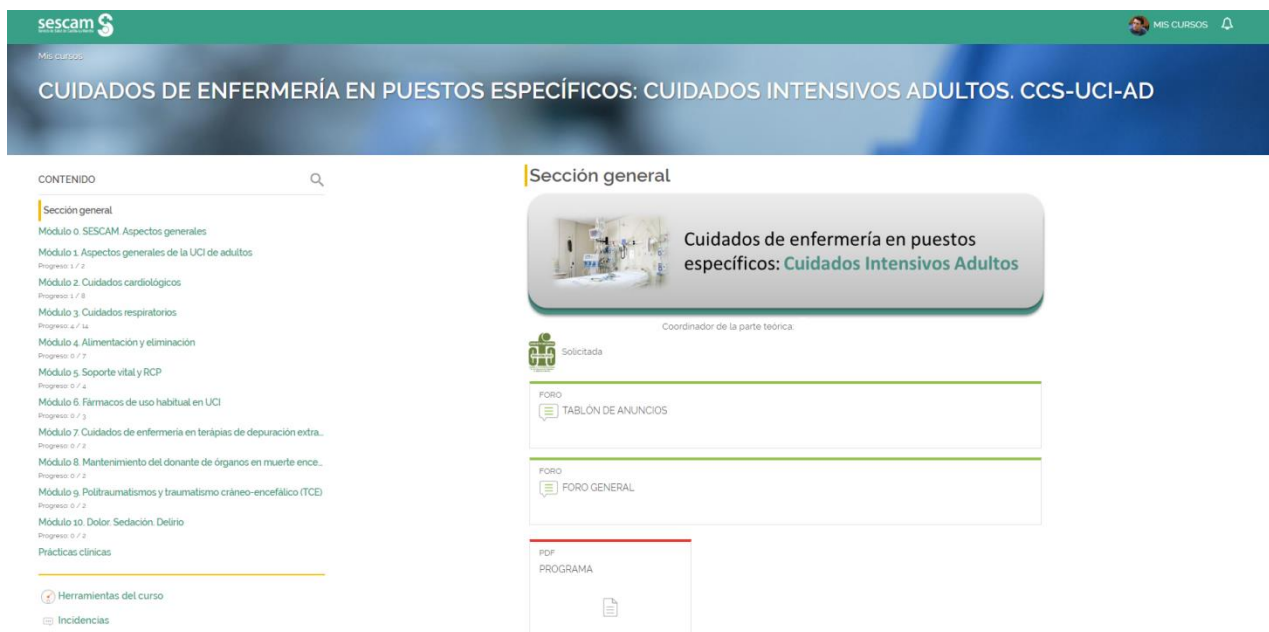 sescam
MIS CURSOS
Mis cursos
CUIDADOS DE ENFERMERÍA EN PUESTOS ESPECÍFICOS: CUIDADOS INTENSIVOS ADULTOS. CCS-UCI-AD
CONTENIDO
Sección general
Módulo 0. SESCAM. Aspectos generales
Módulo 1. Aspectos generales de la UCI de adultos
Progreso: 1 / 2
Módulo 2. Cuidados cardiológicos
Progreso: 1 / 8
Módulo 3. Cuidados respiratorios
Progreso: 4 / 14
Módulo 4. Alimentación y eliminación
Progreso: 0 / 7
Módulo 5. Soporte vital y RCP
Progreso: 0 / 4
Módulo 6. Fármacos de uso habitual en UCI
Progreso: 0 / 3
Módulo 7. Cuidados de enfermería en terápias de depuración extra...
Progreso: 0 / 2
Módulo 8. Mantenimiento del donante de órganos en muerte ence...
Progreso: 0 / 2
Módulo 9. Politraumatismos y traumatismo cráneo-encefálico (TCE)
Progreso: 0 / 2
Módulo 10. Dolor. Sedación. Delirio
Progreso: 0 / 2
Prácticas clínicas
Herramientas del curso
Incidencias
Sección general
Cuidados de enfermería en puestos
específicos: Cuidados Intensivos Adultos
Coordinador de la parte teórica:
Solicitada
FORO
TABLÓN DE ANUNCIOS
FORO
FORO GENERAL
PDF
PROGRAMA